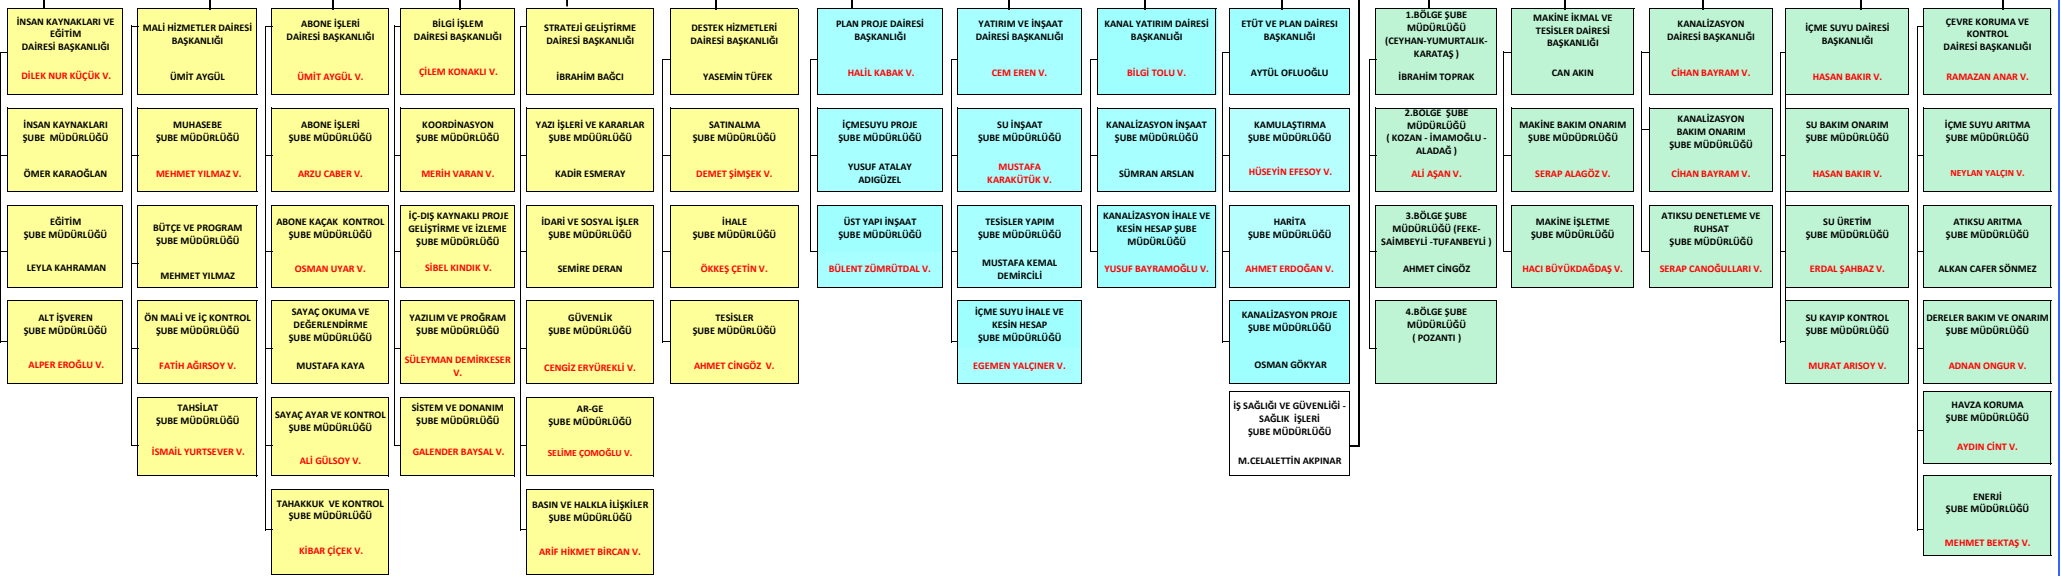 İNSAN KAYNAKLARI VE
EĞİTİM
DAİRESİ BAŞKANLIĞI
DİLEK NUR KÜÇÜK V.
İNSAN KAYNAKLARI
ŞUBE MÜDÜRLÜĞÜ
ÖMER KARAOĞLAN
EĞİTİM
ŞUBE MÜDÜRLÜĞÜ
LEYLA KAHRAMAN
ALT İŞVEREN
ŞUBE MÜDÜRLÜĞÜ
ALPER EROĞLU V.
MALİ HİZMETLER DAİRESİ
BAŞKANLIĞI
ÜMİT AYGÜL
MUHASEBE
ŞUBE MÜDÜRLÜĞÜ
MEHMET YILMAZ V.
BÜTÇE VE PROGRAM
ŞUBE MÜDÜRLÜĞÜ
MEHMET YILMAZ
ÖN MALİ VE İÇ KONTROL
ŞUBE MÜDÜRLÜĞÜ
FATİH AĞIRSOY V.
TAHSİLAT
ŞUBE MÜDÜRLÜĞÜ
İSMAİL YURTSEVER V.
ABONE İŞLERİ
DAİRESİ BAŞKANLIĞI
ÜMİT AYGÜL V.
ABONE İŞLERİ
ŞUBE MÜDÜRLÜĞÜ
ARZU CABER V.
ABONE KAÇAK KONTROL
ŞUBE MÜDÜRLÜĞÜ
OSMAN UYAR V.
SAYAÇ OKUMA VE
DEĞERLENDİRME
ŞUBE MÜDÜRLÜĞÜ
MUSTAFA KAYA
SAYAÇ AYAR VE KONTROL
ŞUBE MÜDÜRLÜĞÜ
ALİ GÜLSOY V.
TAHAKKUK VE KONTROL
ŞUBE MÜDÜRLÜĞÜ
KİBAR ÇİÇEK V.
BİLGİ İŞLEM
DAİRESİ BAŞKANLIĞI
ÇİLEM KONAKLI V.
KOORDİNASYON
ŞUBE MÜDÜRLÜĞÜ
MERİH VARAN V.
İÇ-DIŞ KAYNAKLI PROJE
GELİŞTİRME VE İZLEME
ŞUBE MÜDÜRLÜĞÜ
SİBEL KINDIK V.
YAZILIM VE PROĞRAM
ŞUBE MÜDÜRLÜĞÜ
SÜLEYMAN DEMİRKESER
V.
SİSTEM VE DONANIM
ŞUBE MÜDÜRLÜĞÜ
GALENDER BAYSAL V.
STRATEJİ GELİŞTİRME
DAİRESİ BAŞKANLIĞI
İBRAHİM BAĞCI
YAZI İŞLERİ VE KARARLAR
ŞUBE MDÜÜRLÜĞÜ
KADİR ESMERAY
İDARİ VE SOSYAL İŞLER
ŞUBE MÜDÜRLÜĞÜ
SEMİRE DERAN
GÜVENLİK
ŞUBE MÜDÜRLÜĞÜ
CENGİZ ERYÜREKLİ V.
AR-GE
ŞUBE MÜDÜRLÜĞÜ
SELİME ÇOMOĞLU V.
BASIN VE HALKLA İLİŞKİLER
ŞUBE MÜDÜRLÜĞÜ
ARİF HİKMET BİRCAN V.
DESTEK HİZMETLERİ
DAİRESİ BAŞKANLIĞI
YASEMİN TÜFEK
SATINALMA
ŞUBE MÜDÜRLÜĞÜ
DEMET ŞİMŞEK V.
İHALE
ŞUBE MÜDÜRLÜĞÜ
ÖKKEŞ ÇETİN V.
TESİSLER
ŞUBE MÜDÜRLÜĞÜ
AHMET CİNGÖZ V.
PLAN PROJE DAİRESİ
BAŞKANLIĞI
HALİL KABAK V.
İÇMESUYU PROJE
ŞUBE MÜDÜRLÜĞÜ
YUSUF ATALAY
ADIGÜZEL
ÜST YAPI İNŞAAT
ŞUBE MÜDÜRLÜĞÜ
BÜLENT ZÜMRÜTDAL V.
YATIRIM VE İNŞAAT
DAİRESİ BAŞKANLIĞI
CEM EREN V.
SU İNŞAAT
ŞUBE MÜDÜRLÜĞÜ
MUSTAFA
KARAKÜTÜK V.
TESİSLER YAPIM
ŞUBE MÜDÜRLÜĞÜ
MUSTAFA KEMAL
DEMİRCİLİ
İÇME SUYU İHALE VE
KESİN HESAP
ŞUBE MÜDÜRLÜĞÜ
EGEMEN YALÇINER V.
KANAL YATIRIM DAİRESİ
BAŞKANLIĞI
BİLGİ TOLU V.
KANALİZASYON İNŞAAT
ŞUBE MÜDÜRLÜĞÜ
SÜMRAN ARSLAN
KANALİZASYON İHALE VE
KESİN HESAP ŞUBE
MÜDÜRLÜĞÜ
YUSUF BAYRAMOĞLU V.
ETÜT VE PLAN DAİRESI
BAŞKANLIĞI
AYTÜL OFLUOĞLU
KAMULAŞTIRMA
ŞUBE MÜDÜRLÜĞÜ
HÜSEYİN EFESOY V.
HARİTA
ŞUBE MÜDÜRLÜĞÜ
AHMET ERDOĞAN V.
KANALİZASYON PROJE
ŞUBE MÜDÜRLÜĞÜ
OSMAN GÖKYAR
İŞ SAĞLIĞI VE GÜVENLİĞİ -
SAĞLIK İŞLERİ
ŞUBE MÜDÜRLÜĞÜ
M.CELALETTİN AKPINAR
1.BÖLGE ŞUBE
MÜDÜRLÜĞÜ
(CEYHAN-YUMURTALIK-
KARATAŞ )
İBRAHİM TOPRAK
2.BÖLGE ŞUBE
MÜDÜRLÜĞÜ
( KOZAN - İMAMOĞLU -
ALADAĞ )
ALİ AŞAN V.
3.BÖLGE ŞUBE
MÜDÜRLÜĞÜ (FEKE-
SAİMBEYLİ -TUFANBEYLİ )
AHMET CİNGÖZ
4.BÖLGE ŞUBE
MÜDÜRLÜĞÜ
( POZANTI )
MAKİNE İKMAL VE
TESİSLER DAİRESİ
BAŞKANLIĞI
CAN AKIN
MAKİNE BAKIM ONARIM
ŞUBE MÜDÜDRLÜĞÜ
SERAP ALAGÖZ V.
MAKİNE İŞLETME
ŞUBE MÜDÜRLÜĞÜ
HACI BÜYÜKDAĞDAŞ V.
KANALİZASYON
DAİRESİ BAŞKANLIĞI
CİHAN BAYRAM V.
KANALİZASYON
BAKIM ONARIM
ŞUBE MÜDÜRLÜĞÜ
CİHAN BAYRAM V.
ATIKSU DENETLEME VE
RUHSAT
ŞUBE MÜDÜRLÜĞÜ
SERAP CANOĞULLARI V.
İÇME SUYU DAİRESİ
BAŞKANLIĞI
HASAN BAKIR V.
SU BAKIM ONARIM
ŞUBE MÜDÜRLÜĞÜ
HASAN BAKIR V.
SU ÜRETİM
ŞUBE MÜDÜRLÜĞÜ
ERDAL ŞAHBAZ V.
SU KAYIP KONTROL
ŞUBE MÜDÜRLÜĞÜ
MURAT ARISOY V.
ÇEVRE KORUMA VE
KONTROL
DAİRESİ BAŞKANLIĞI
RAMAZAN ANAR V.
İÇME SUYU ARITMA
ŞUBE MÜDÜRLÜĞÜ
NEYLAN YALÇIN V.
ATIKSU ARITMA
ŞUBE MÜDÜRLÜĞÜ
ALKAN CAFER SÖNMEZ
DERELER BAKIM VE ONARIM
ŞUBE MÜDÜRLÜĞÜ
ADNAN ONGUR V.
HAVZA KORUMA
ŞUBE MÜDÜRLÜĞÜ
AYDIN CİNT V.
ENERJİ
ŞUBE MÜDÜRLÜĞÜ
MEHMET BEKTAŞ V.